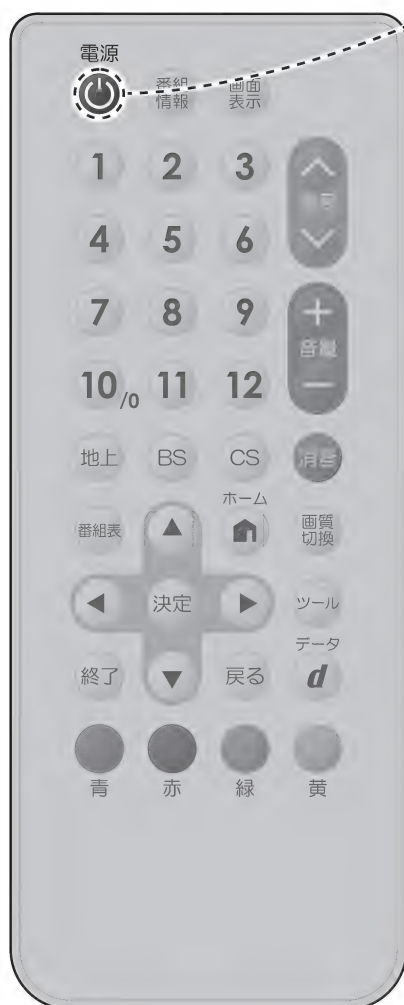 電源
番組
情報
画面
表示
1 2 3
4 5 6
7 8 9
音量
10/0 11 12
地上 BS CS 消音
ホーム
番組表
画質
切換
決定 ツール
データ
終了 戻る d
青 赤 緑 黄